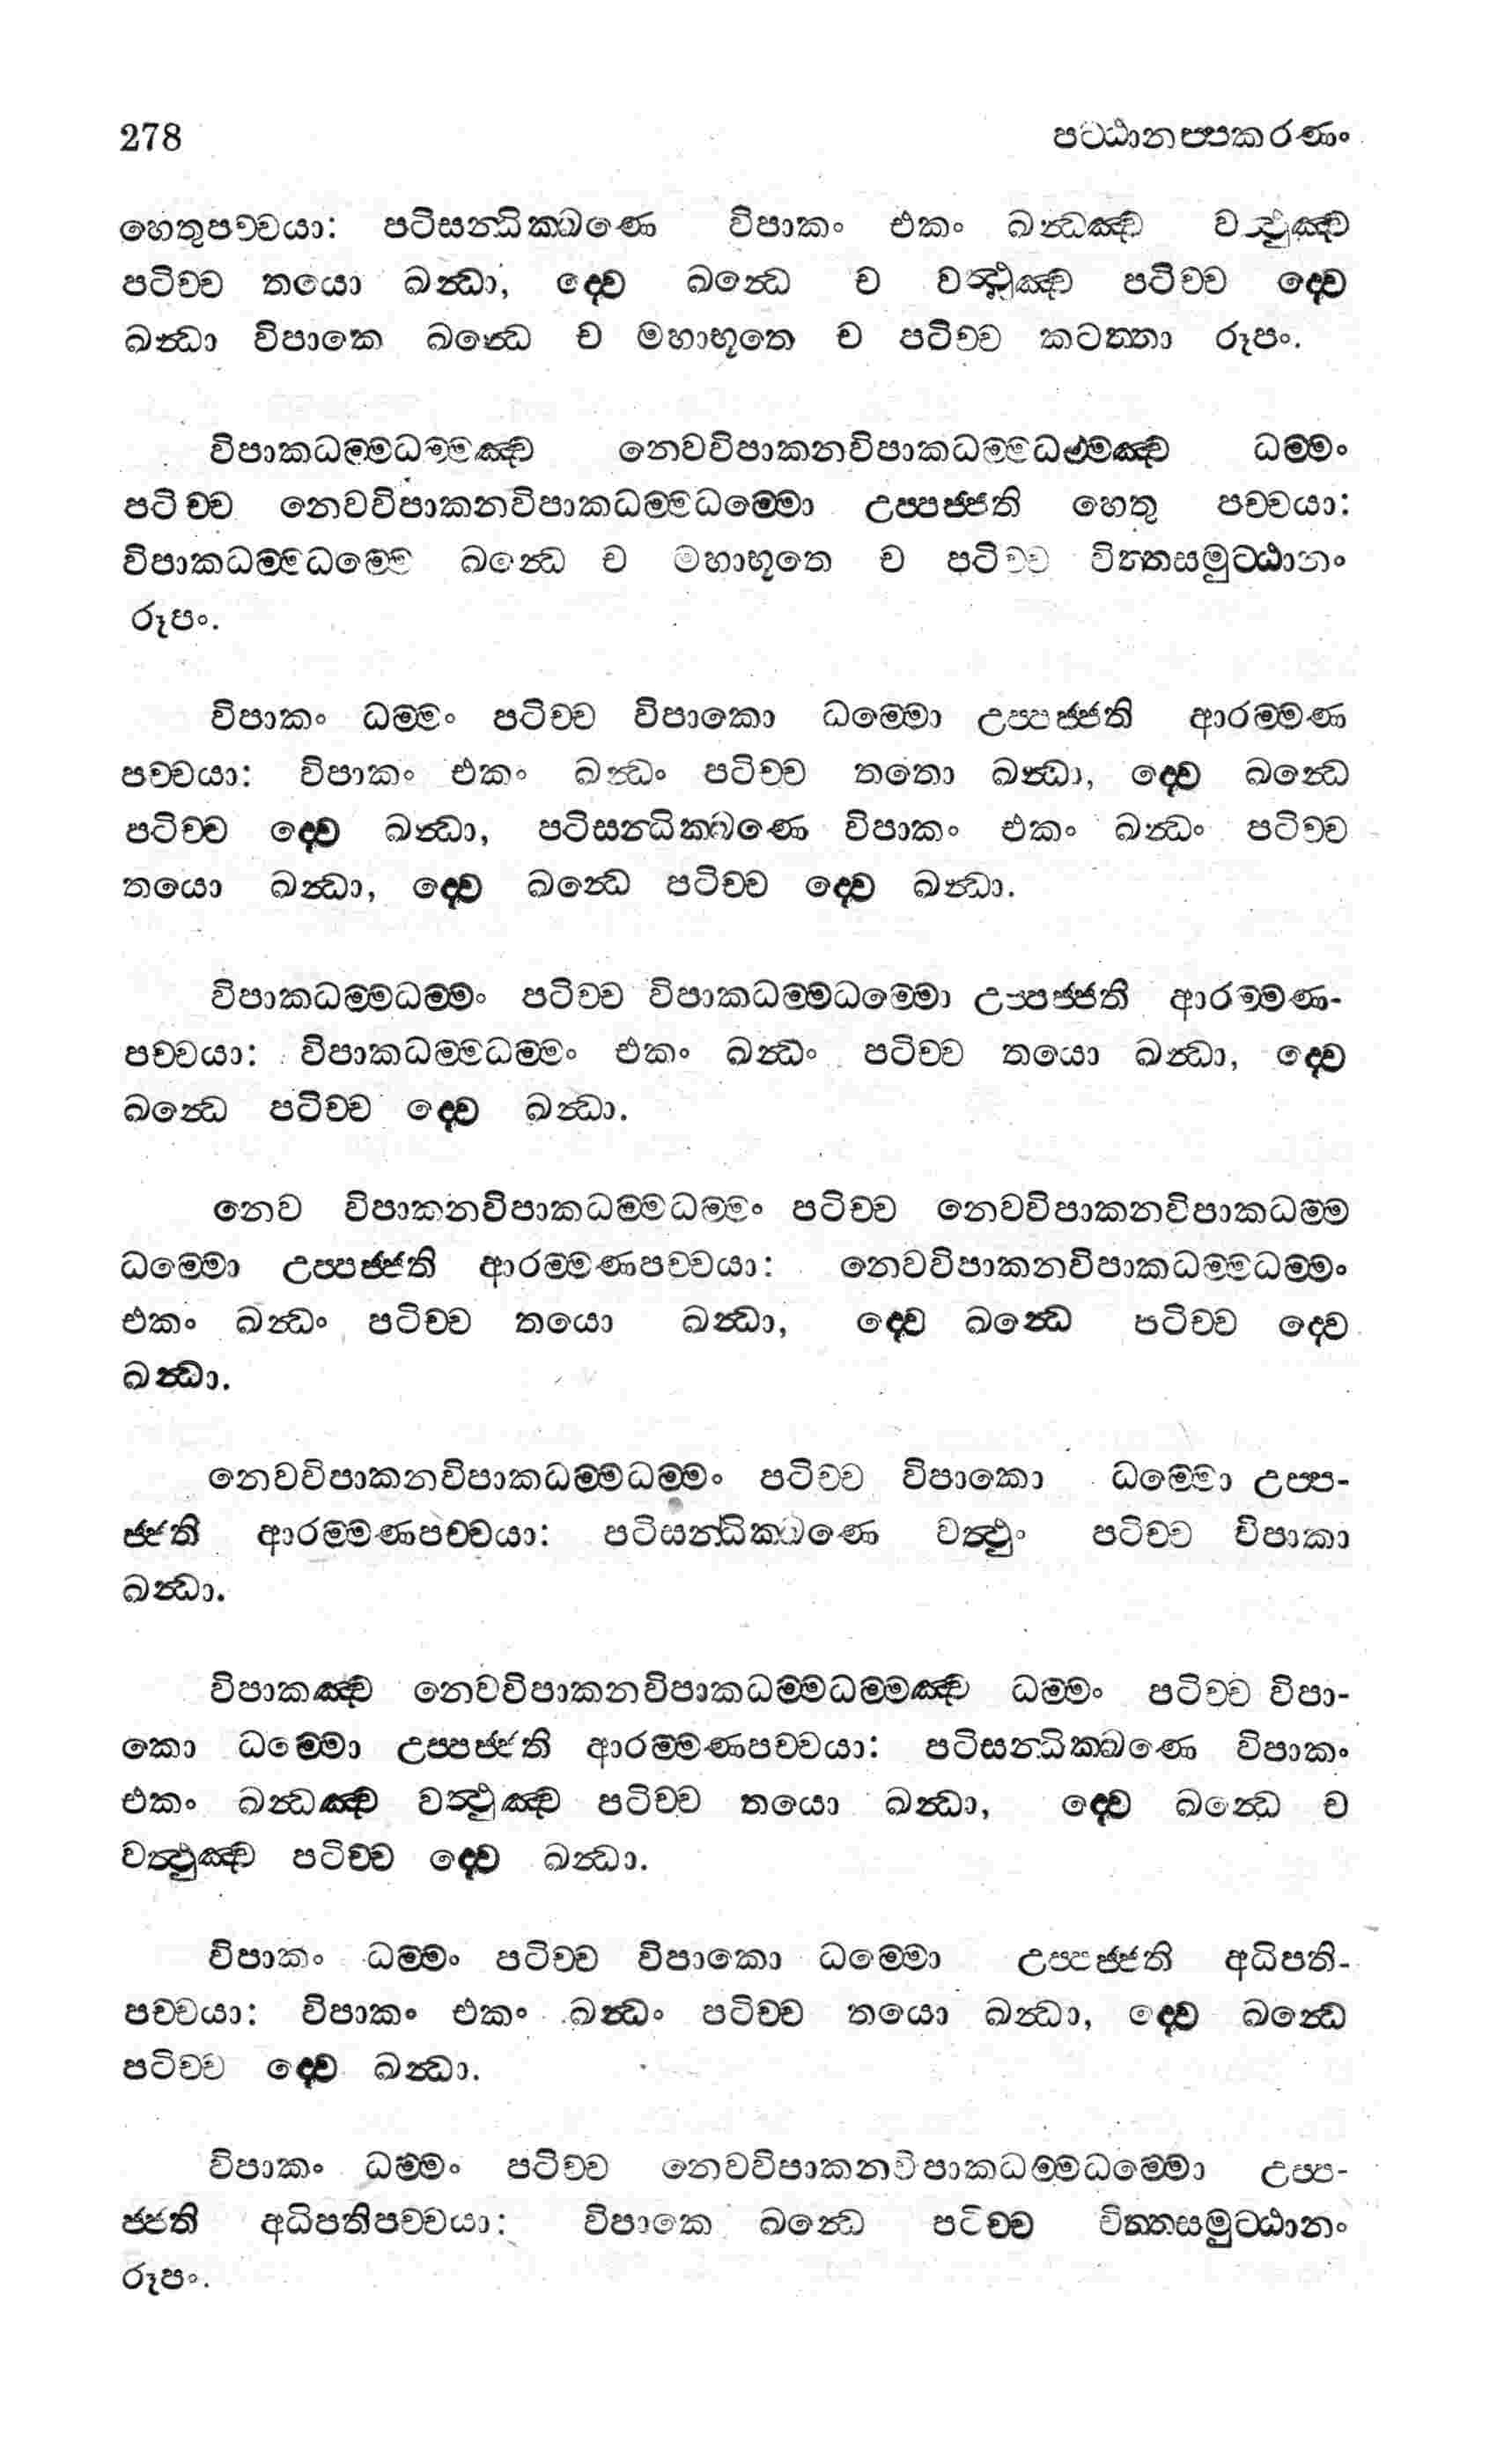 278 පට්ඨානප්පකරණං
හෙතුපච්චයා: පටිසන්ධික්ඛණෙ විපාකං එකං ඛන්ධඤ්ච වත්ථුඤ්ච
පටිච්ච තයො ඛන්ධා, ද්වෙ ඛන්ධෙ ච වත්ථුඤ්ච පටිච්ච ද්වෙ
ඛන්ධා විපාකෙ ඛන්ධෙ ච මහාභූතෙ ච පටිච්ච කටත්තා රූපං.
විපාකධම්මධම්මඤ්ච නෙවවිපාකනවිපාකධම්මධම්මඤ්ච ධම්මං
පටිච්ච නෙවවිපාකනවිපාකධම්මධම්මො උප්පජ්ජති හෙතු පච්චයා:
විපාකධම්මධම්මෙ ඛන්ධෙ ච මහාභූතෙ ච පටිච්ච චිත්තසමුට්ඨානං
රූපං.
විපාකං ධම්මං පටිච්ච විපාකො ධම්මො උප්පජ්ජති ආරම්මණ
පච්චයා: විපාකං එකං ඛන්ධං පටිච්ච තතො ඛන්ධා, ද්වෙ ඛන්ධෙ
පටිච්ච ද්වෙ ඛන්ධා, පටිසන්ධික්ඛණෙ විපාකං එකං ඛන්ධං පටිච්ච
තයො ඛන්ධා, ද්වෙ ඛන්ධෙ පටිච්ච ද්වෙ ඛන්ධා.
විපාකධම්මධම්මං පටිච්ච විපාකධම්මධම්මො උප්පජ්ජති ආරම්මණ-
පච්චයා: විපාකධම්මධම්මං එකං ඛන්ධං පටිච්ච තයො ඛන්ධා, ද්වෙ
ඛන්ධෙ පටිච්ච ද්වෙ ඛන්ධා.
නෙව විපාකනවිපාකධම්මධම්මං පටිච්ච නෙවවිපාකනවිපාකධම්ම
ධම්මො උප්පජ්ජති ආරම්මණපච්චයා: නෙවවිපාකනවිපාකධම්මධම්මං
එකං ඛන්ධං පටිච්ච තයො ඛන්ධා, ද්වෙ ඛන්ධෙ පටිච්ච ද්වෙ
ඛන්ධා.
නෙවවිපාකනවිපාකධම්මධම්මං පටිච්ච විපාකො ධම්මො උප්ප-
ජ්ජති ආරම්මණපච්චයා: පටිසන්ධික්ඛණෙ වත්ථුං පටිච්ච විපාකා
ඛන්ධා.
විපාකඤ්ච නෙවවිපාකනවිපාකධම්මධම්මඤ්ච ධම්මං පටිච්ච විපා-
කො ධම්මො උප්පජ්ජති ආරම්මණපච්චයා: පටිසන්ධික්ඛණෙ විපාකං
එකං ඛන්ධඤ්ච වත්ථුඤ්ච පටිච්ච තයො ඛන්ධා, ද්වෙ ඛන්ධෙ ච
වත්ථුඤ්ච පටිච්ච ද්වෙ ඛන්ධා.
විපාකං ධම්මං පටිච්ච විපාකො ධම්මො උප්පජ්ජති අධිපති-
පච්චයා: විපාකං එකං ඛන්ධං පටිච්ච තයො ඛන්ධා, ද්වෙ ඛන්ධෙ
පටිච්ච ද්වෙ ඛන්ධා.
විපාකං ධම්මං පටිච්ච නෙවවිපාකනවිපාකධම්මධම්මො උප්ප-
ජ්ජති අධිපතිපච්චයා: විපාකෙ ඛන්ධෙ පටිච්ච චිත්තසමුට්ඨානං
රූපං.